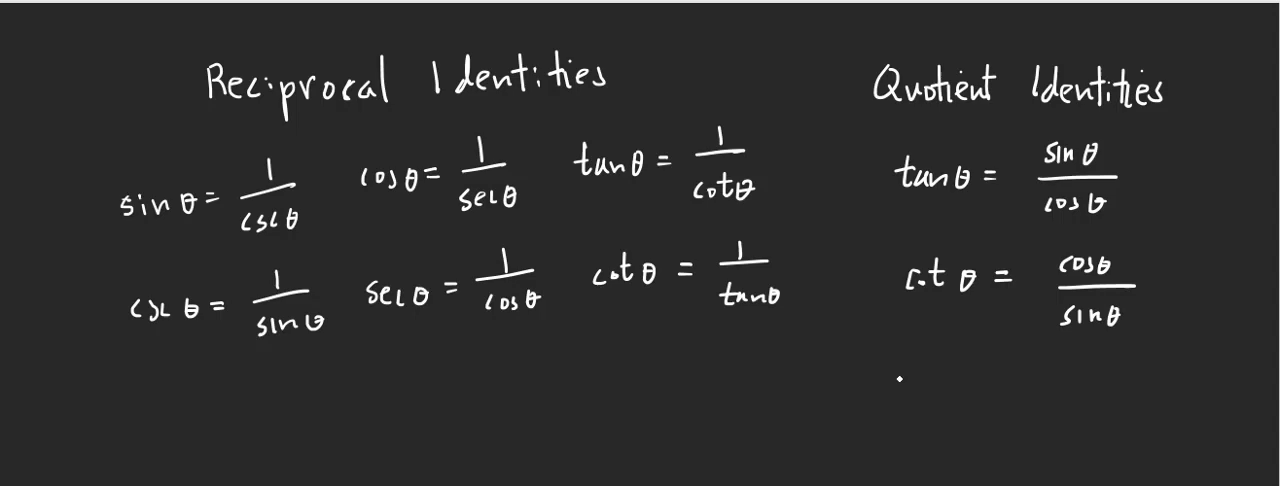 Reciprocal Identities
sin θ = 1/csc θ cos θ = 1/sec θ tan θ = 1/cot θ
csc θ = 1/sin θ sec θ = 1/cos θ cot θ = 1/tan θ
Quotient Identities
tan θ = sin θ/cos θ
cot θ = cos θ/sin θ